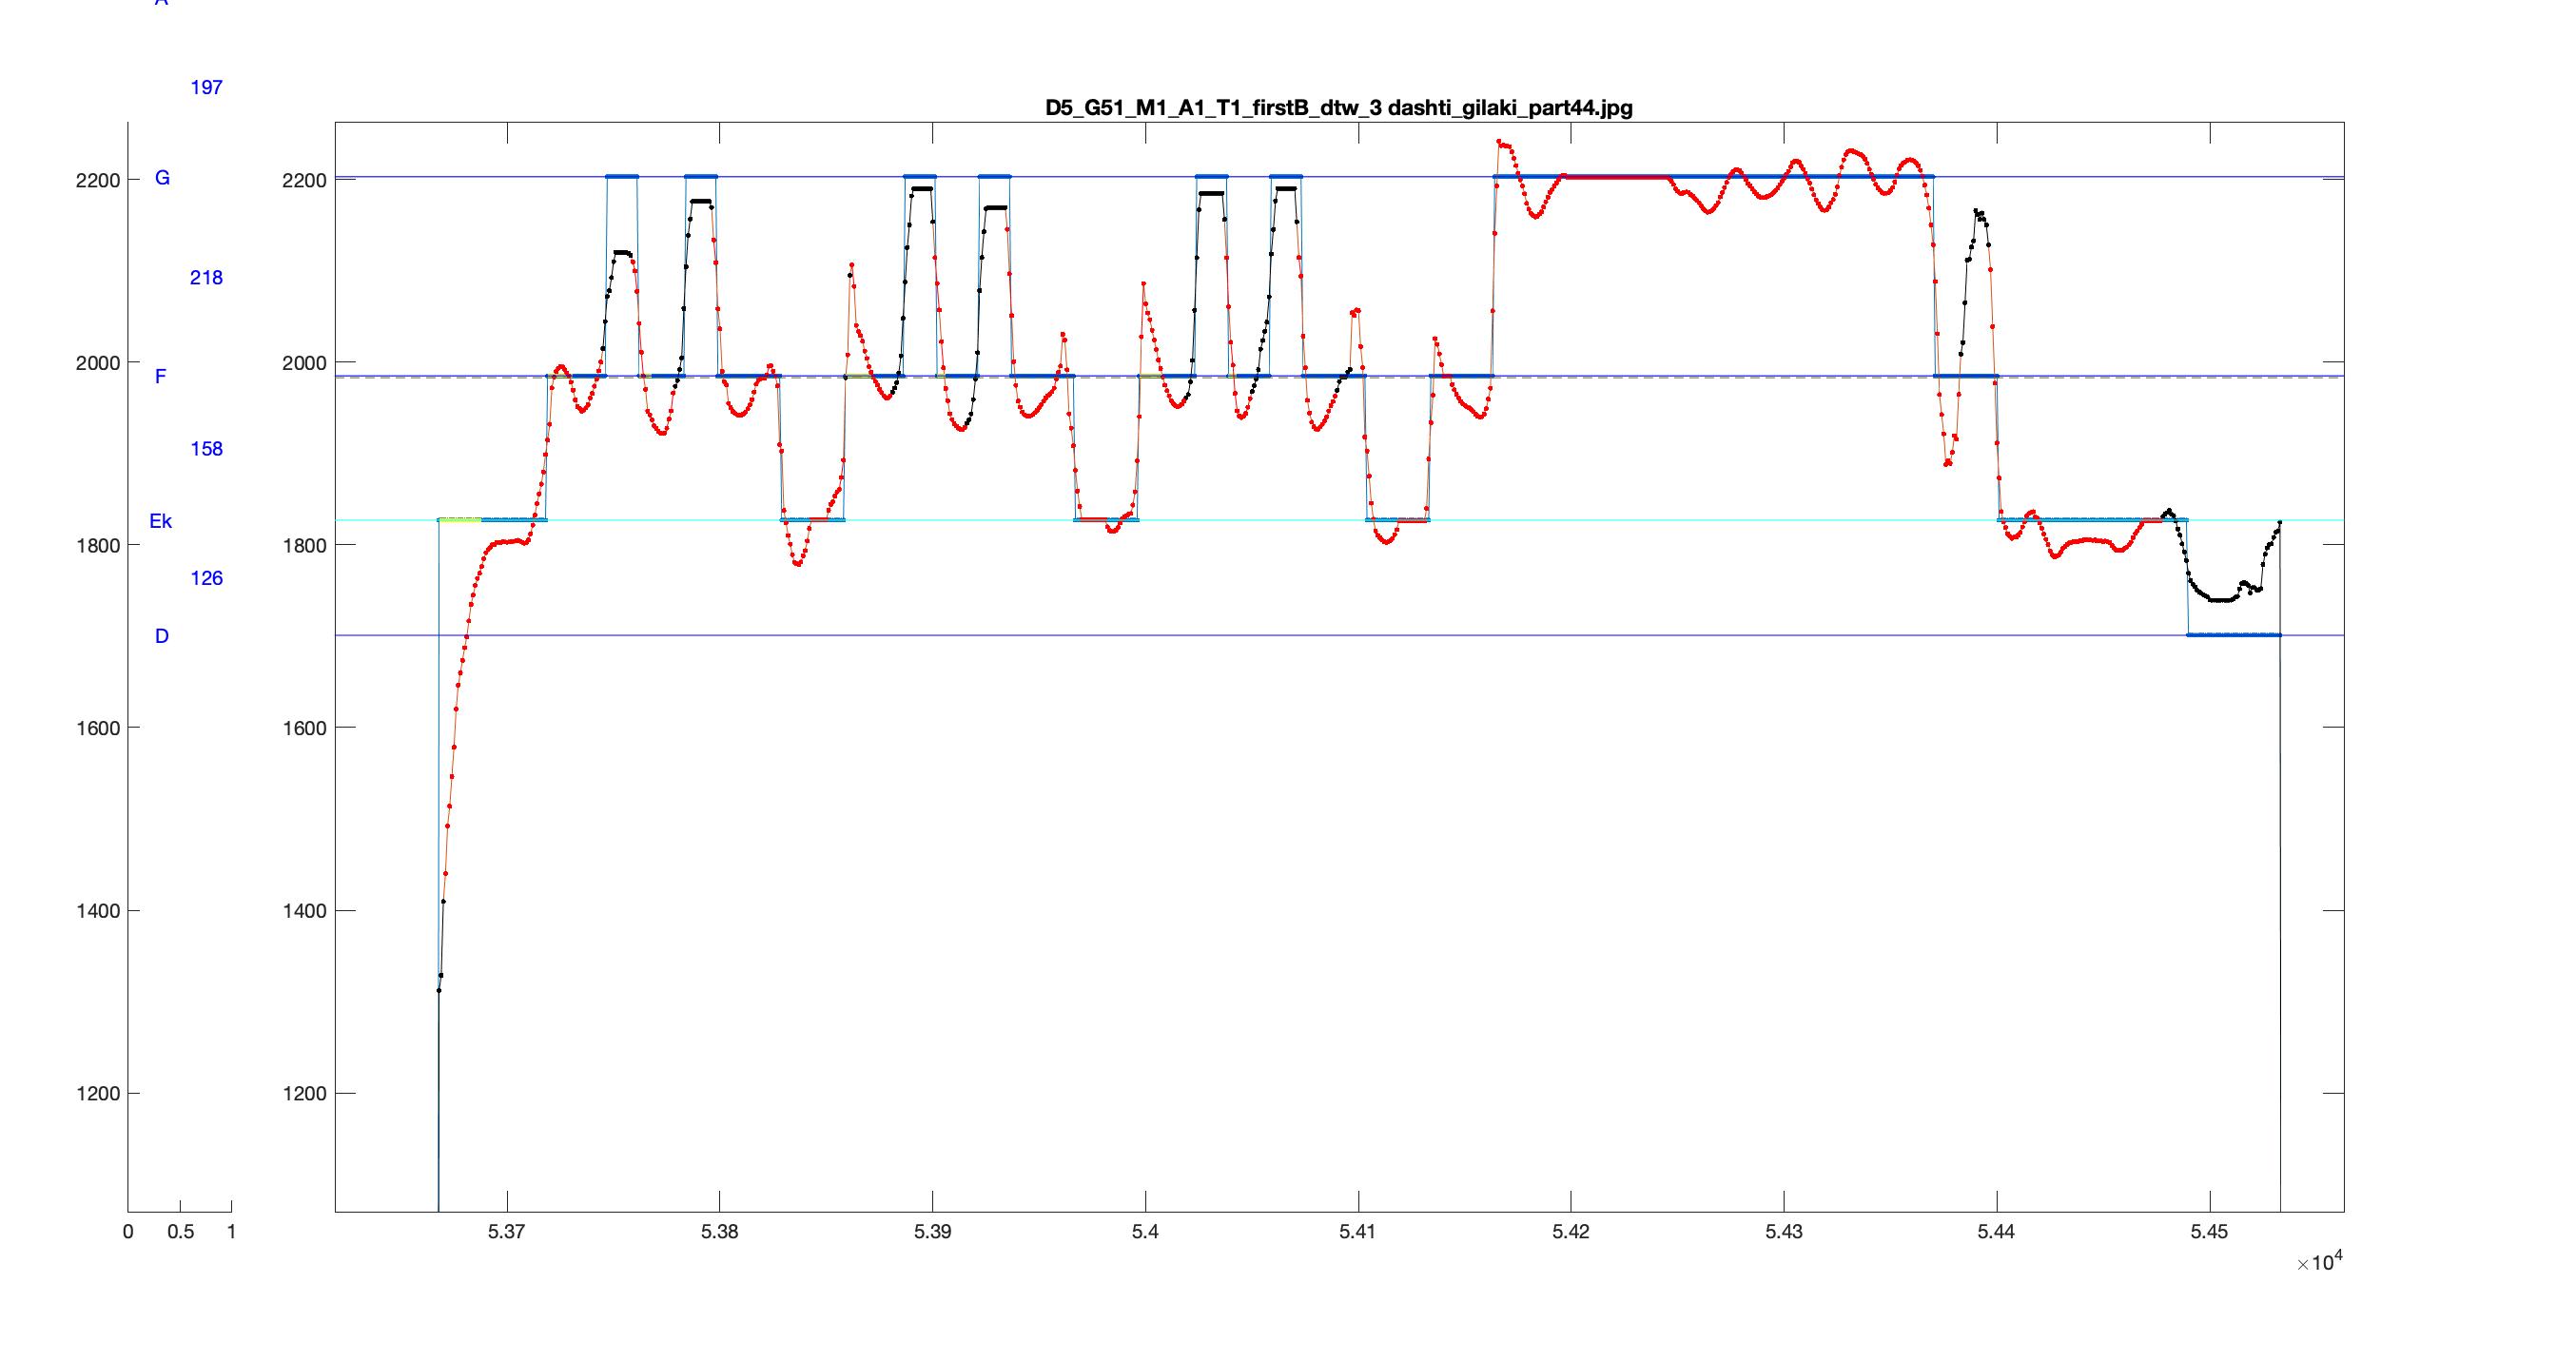 A
197
D5_G51_M1_A1_T1_firstB_dtw_3 dashti_gilaki_part44.jpg
2200 G 2200
218
2000 F 2000
158
1800 Ek 1800
126
D
1600 1600
1400 1400
1200 1200
0 0.5 1 5.37 5.38 5.39 5.4 5.41 5.42 5.43 5.44 5.45
×10⁴